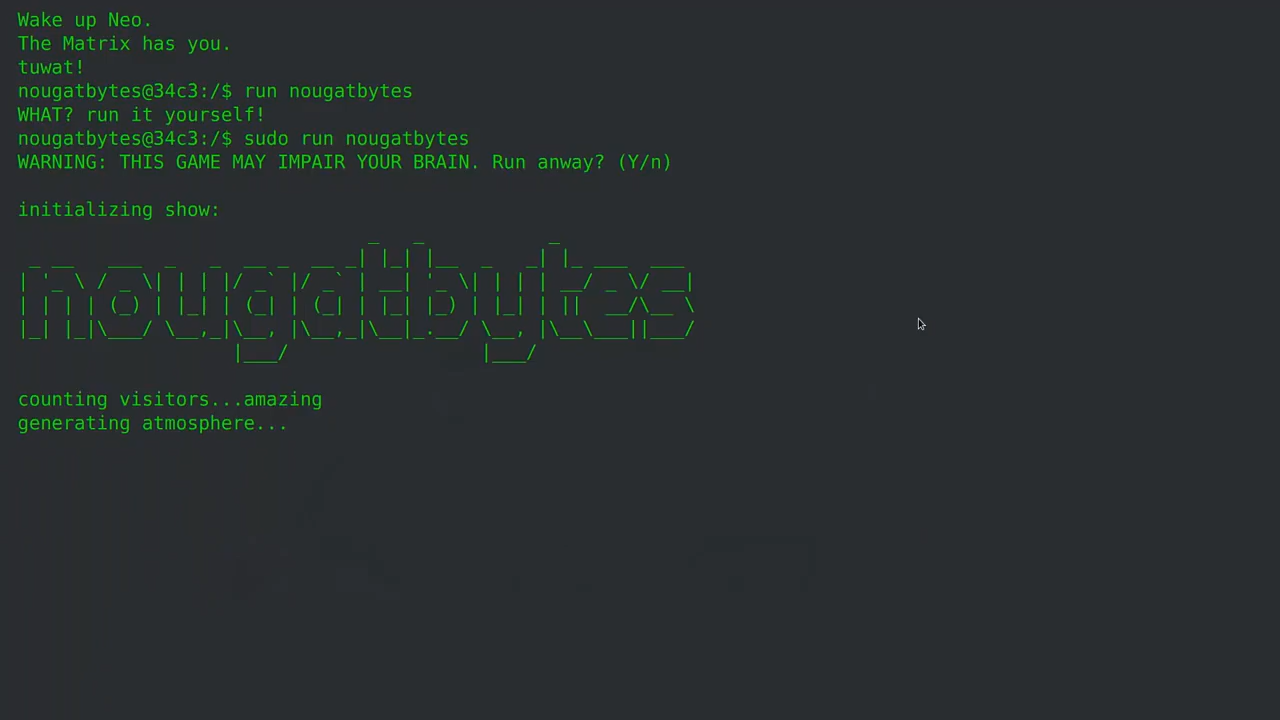 Wake up Neo.
The Matrix has you.
tuwat!
nougatbytes@34c3:/$ run nougatbytes
WHAT? run it yourself!
nougatbytes@34c3:/$ sudo run nougatbytes
WARNING: THIS GAME MAY IMPAIR YOUR BRAIN. Run anway? (Y/n)
initializing show:
nougatbytes
counting visitors...amazing
generating atmosphere...